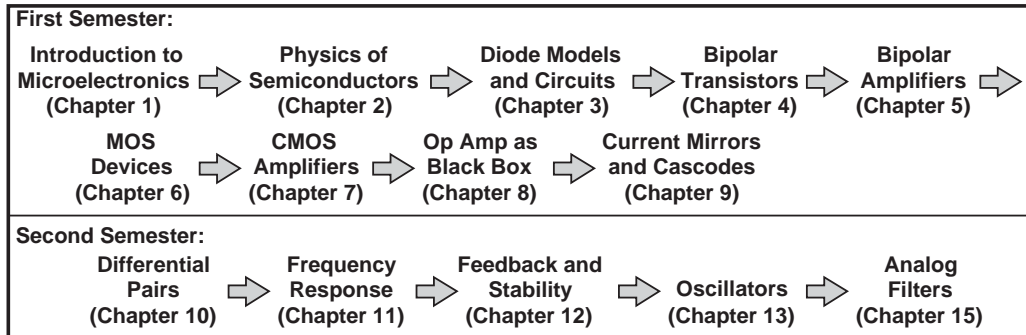 First Semester:
Introduction to Microelectronics (Chapter 1)
Physics of Semiconductors (Chapter 2)
Diode Models and Circuits (Chapter 3)
Bipolar Transistors (Chapter 4)
Bipolar Amplifiers (Chapter 5)
MOS Devices (Chapter 6)
CMOS Amplifiers (Chapter 7)
Op Amp as Black Box (Chapter 8)
Current Mirrors and Cascodes (Chapter 9)
Second Semester:
Differential Pairs (Chapter 10)
Frequency Response (Chapter 11)
Feedback and Stability (Chapter 12)
Oscillators (Chapter 13)
Analog Filters (Chapter 15)